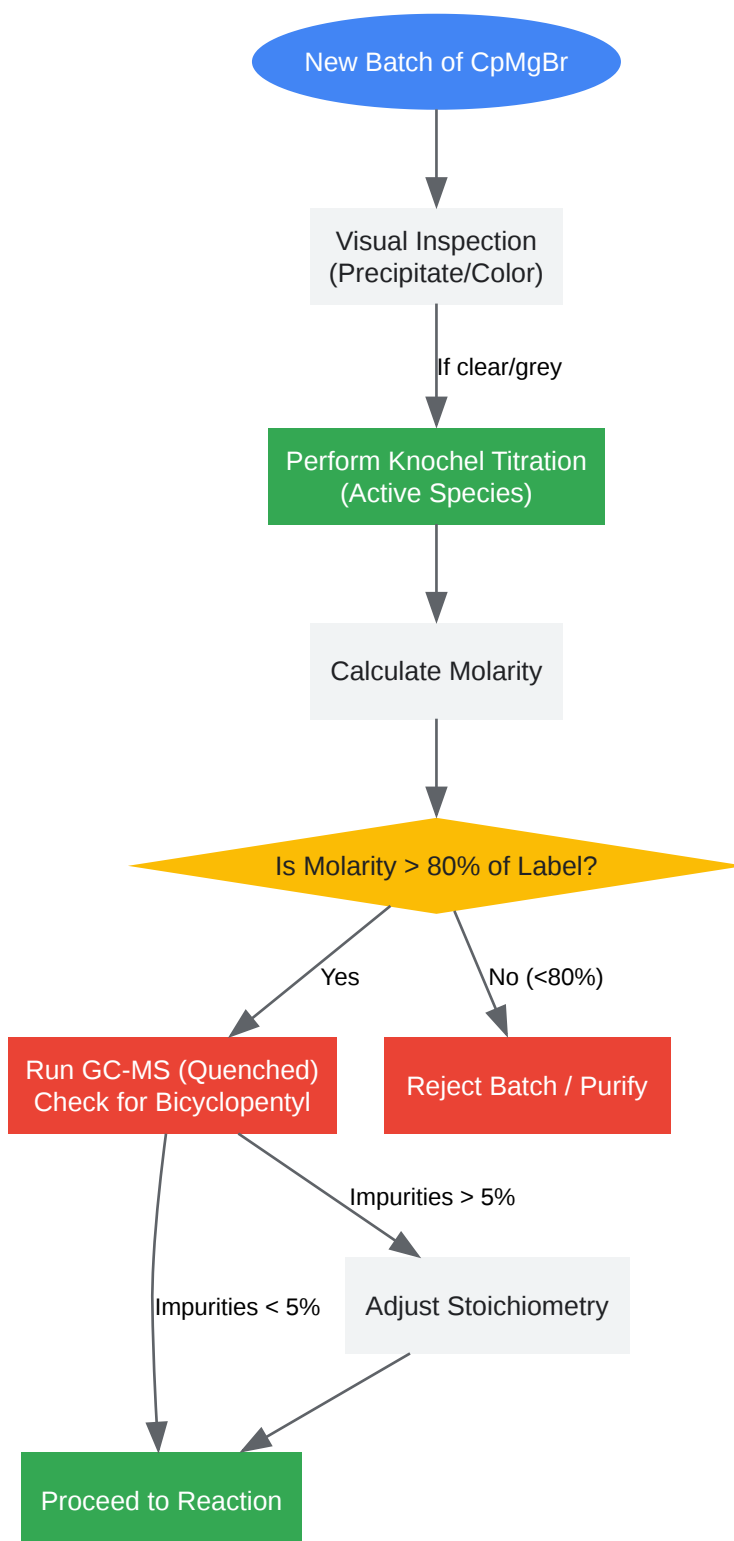 New Batch of CpMgBr
Visual Inspection
(Precipitate/Color)
If clear/grey
Perform Knochel Titration
(Active Species)
Calculate Molarity
Is Molarity > 80% of Label?
Yes
No (<80%)
Run GC-MS (Quenched)
Check for Bicyclopentyl
Reject Batch / Purify
Impurities > 5%
Impurities < 5%
Adjust Stoichiometry
Proceed to Reaction